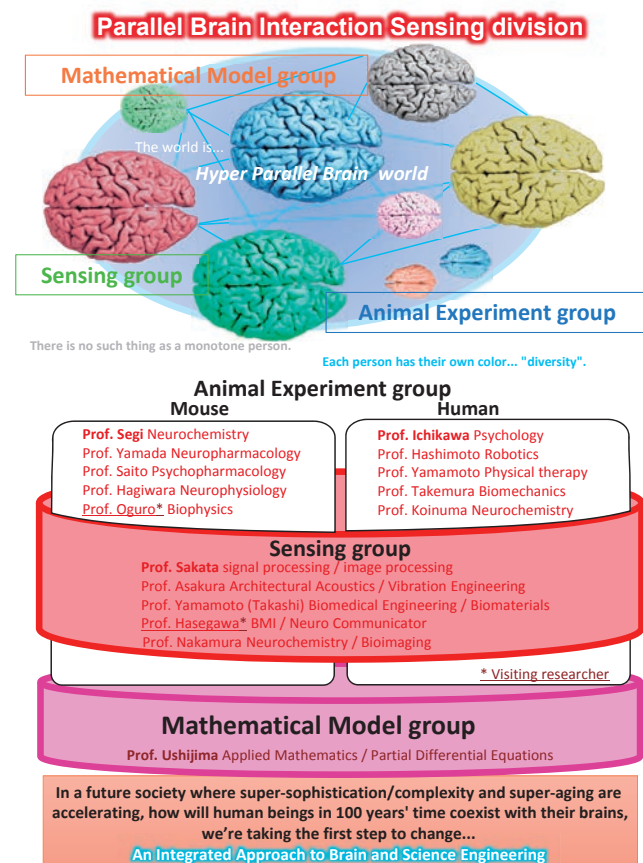 Parallel Brain Interaction Sensing division
Mathematical Model group
The world is...
Hyper Parallel Brain world
Sensing group
Animal Experiment group
There is no such thing as a monotone person.
Each person has their own color... "diversity".
Animal Experiment group
Mouse
Prof. Segi Neurochemistry
Prof. Yamada Neuropharmacology
Prof. Saito Psychopharmacology
Prof. Hagiwara Neurophysiology
Prof. Oguro* Biophysics
Human
Prof. Ichikawa Psychology
Prof. Hashimoto Robotics
Prof. Yamamoto Physical therapy
Prof. Takemura Biomechanics
Prof. Koinuma Neurochemistry
Sensing group
Prof. Sakata signal processing / image processing
Prof. Asakura Architectural Acoustics / Vibration Engineering
Prof. Yamamoto (Takashi) Biomedical Engineering / Biomaterials
Prof. Hasegawa* BMI / Neuro Communicator
Prof. Nakamura Neurochemistry / Bioimaging
* Visiting researcher
Mathematical Model group
Prof. Ushijima Applied Mathematics / Partial Differential Equations
In a future society where super-sophistication/complexity and super-aging are
accelerating, how will human beings in 100 years' time coexist with their brains,
we're taking the first step to change...
An Integrated Approach to Brain and Science Engineering